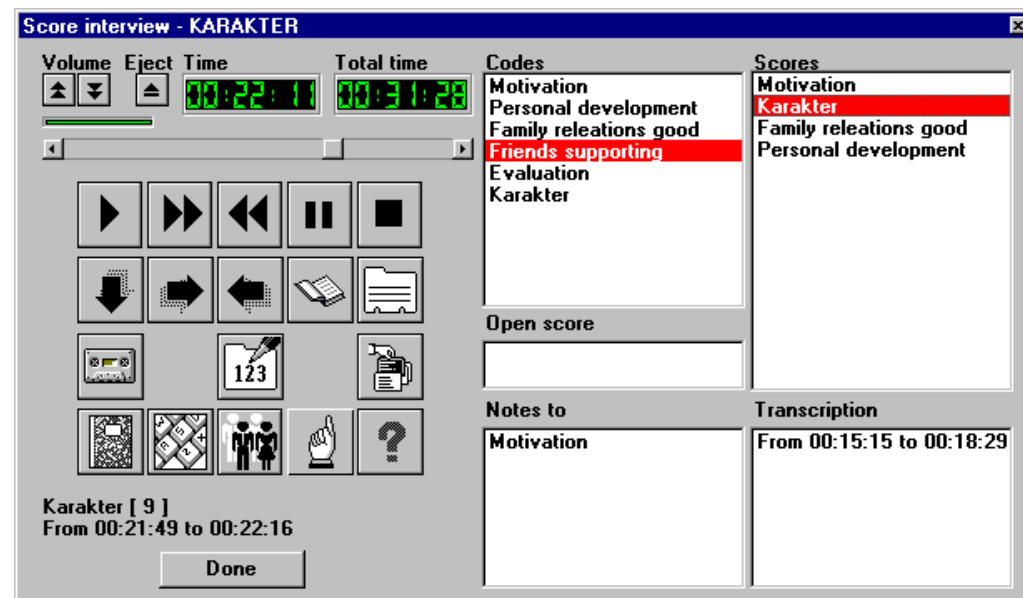 Score interview - KARAKTER
Volume Eject Time Total time
00:22:11 00:31:28
Codes
Motivation
Personal development
Family releations good
Friends supporting
Evaluation
Karakter
Scores
Motivation
Karakter
Family releations good
Personal development
123
Open score
Notes to
Motivation
Transcription
From 00:15:15 to 00:18:29
Karakter [ 9 ]
From 00:21:49 to 00:22:16
Done